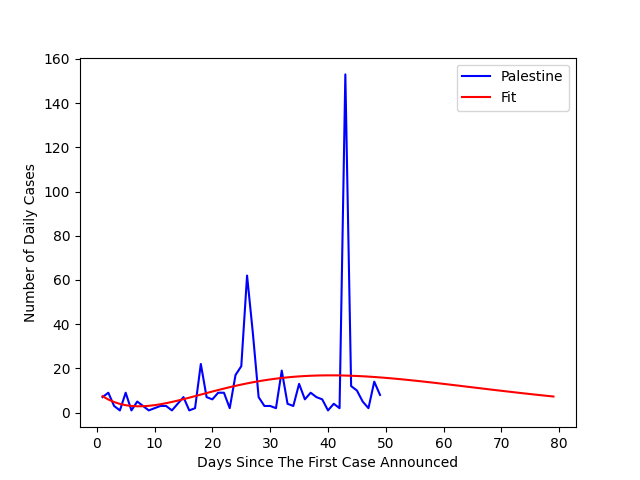 160
140
120
100
80
60
40
20
0
Number of Daily Cases
Palestine
Fit
0 10 20 30 40 50 60 70 80
Days Since The First Case Announced